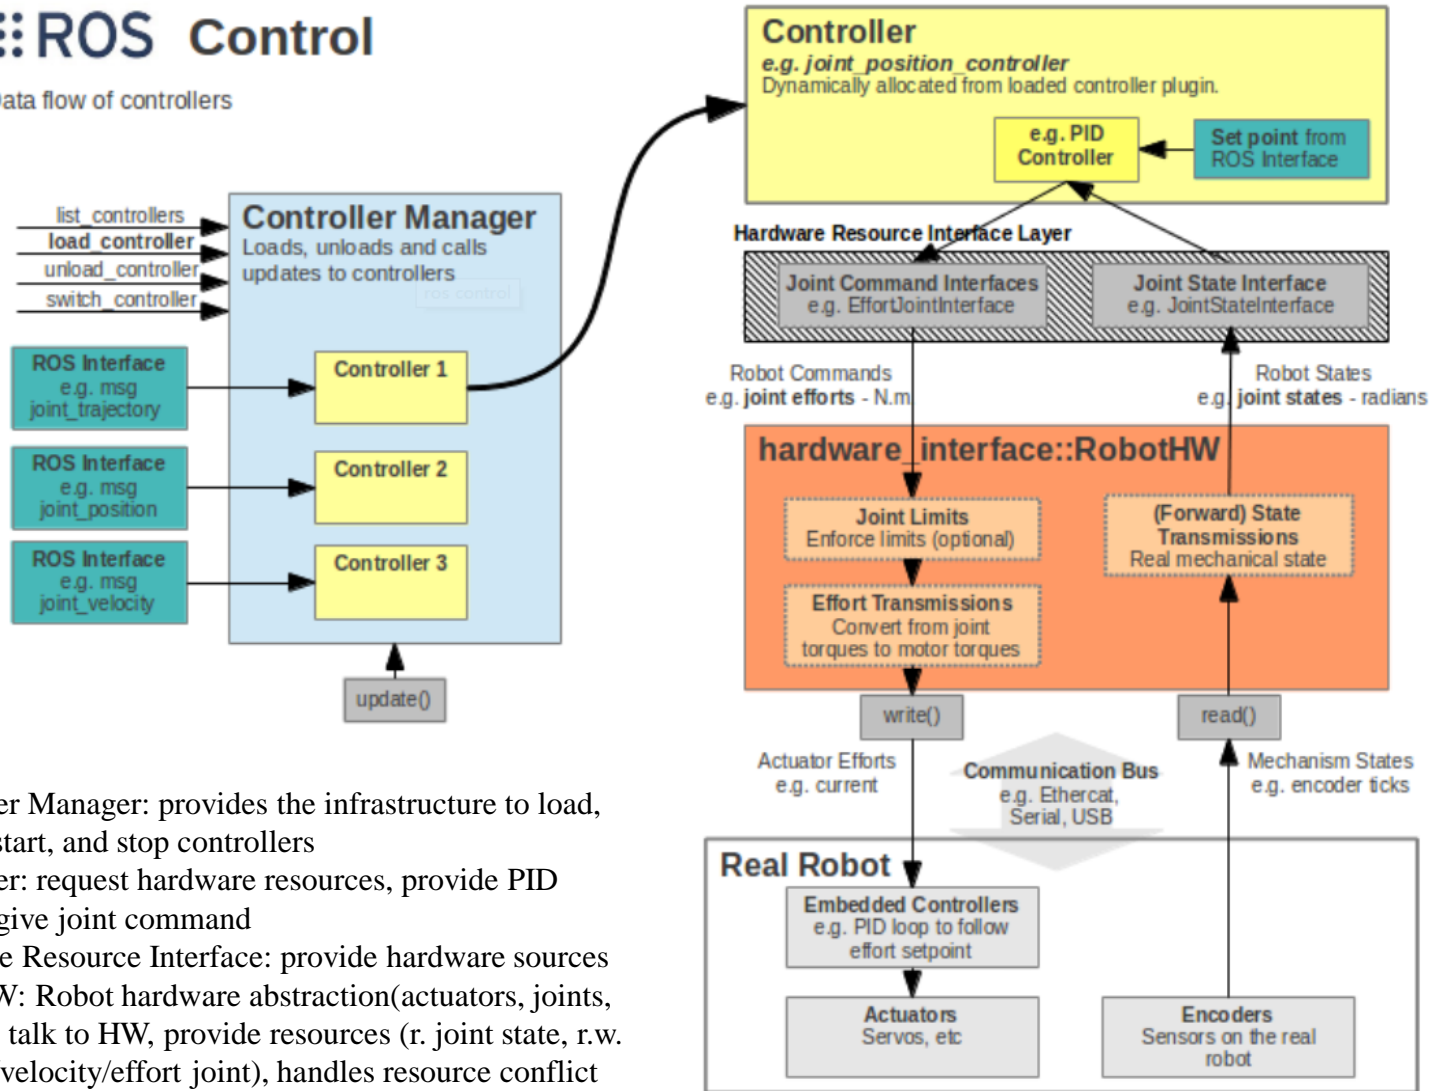 ROS Control
ata flow of controllers
list_controllers
load_controller
unload_controller
switch_controller
Controller Manager
Loads, unloads and calls
updates to controllers
ros control
ROS Interface
e.g. msg
joint_trajectory
Controller 1
ROS Interface
e.g. msg
joint_position
Controller 2
ROS Interface
e.g. msg
joint_velocity
Controller 3
update()
er Manager: provides the infrastructure to load,
start, and stop controllers
er: request hardware resources, provide PID
give joint command
e Resource Interface: provide hardware sources
W: Robot hardware abstraction(actuators, joints,
talk to HW, provide resources (r. joint state, r.w.
/velocity/effort joint), handles resource conflict
Controller
e.g. joint_position_controller
Dynamically allocated from loaded controller plugin.
e.g. PID
Controller
Set point from
ROS Interface
Hardware Resource Interface Layer
Joint Command Interfaces
e.g. EffortJointInterface
Joint State Interface
e.g. JointStateInterface
Robot Commands
e.g. joint efforts - N.m
Robot States
e.g. joint states - radians
hardware_interface::RobotHW
Joint Limits
Enforce limits (optional)
(Forward) State
Transmissions
Real mechanical state
Effort Transmissions
Convert from joint
torques to motor torques
write()
read()
Actuator Efforts
e.g. current
Communication Bus
e.g. Ethercat,
Serial, USB
Mechanism States
e.g. encoder ticks
Real Robot
Embedded Controllers
e.g. PID loop to follow
effort setpoint
Actuators
Servos, etc
Encoders
Sensors on the real
robot